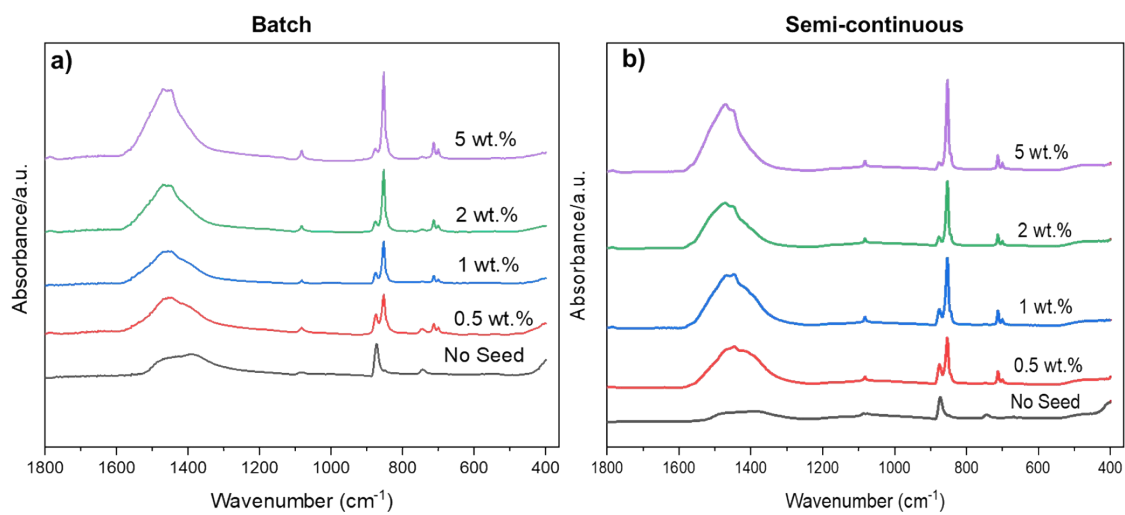 Batch
a)
5 wt.%
2 wt.%
1 wt.%
0.5 wt.%
No Seed
Absorbance/a.u.
1800 1600 1400 1200 1000 800 600 400
Wavenumber (cm⁻¹)
Semi-continuous
b)
5 wt.%
2 wt.%
1 wt.%
0.5 wt.%
No Seed
Absorbance/a.u.
1800 1600 1400 1200 1000 800 600 400
Wavenumber (cm⁻¹)